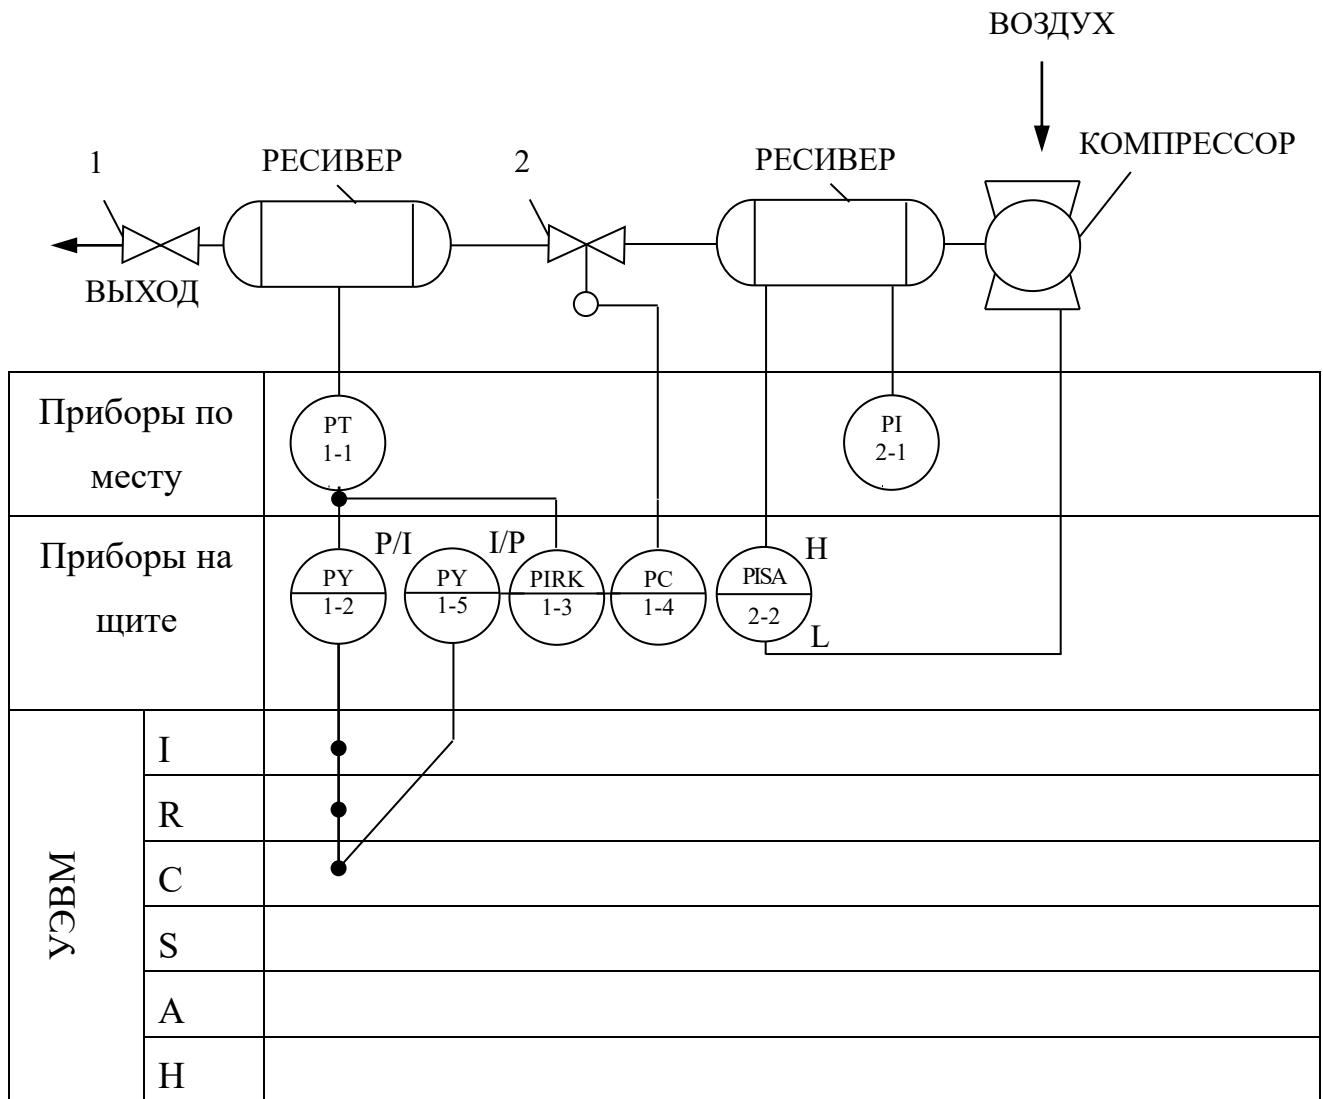 ВОЗДУХ
КОМПРЕССОР
1
РЕСИВЕР
2
РЕСИВЕР
ВЫХОД
Приборы по
месту
PT
1-1
PI
2-1
Приборы на
щите
P/I
I/P
H
PY
1-2
PY
1-5
PIRK
1-3
PC
1-4
PISA
2-2
L
УЭВМ
I
R
C
S
A
H